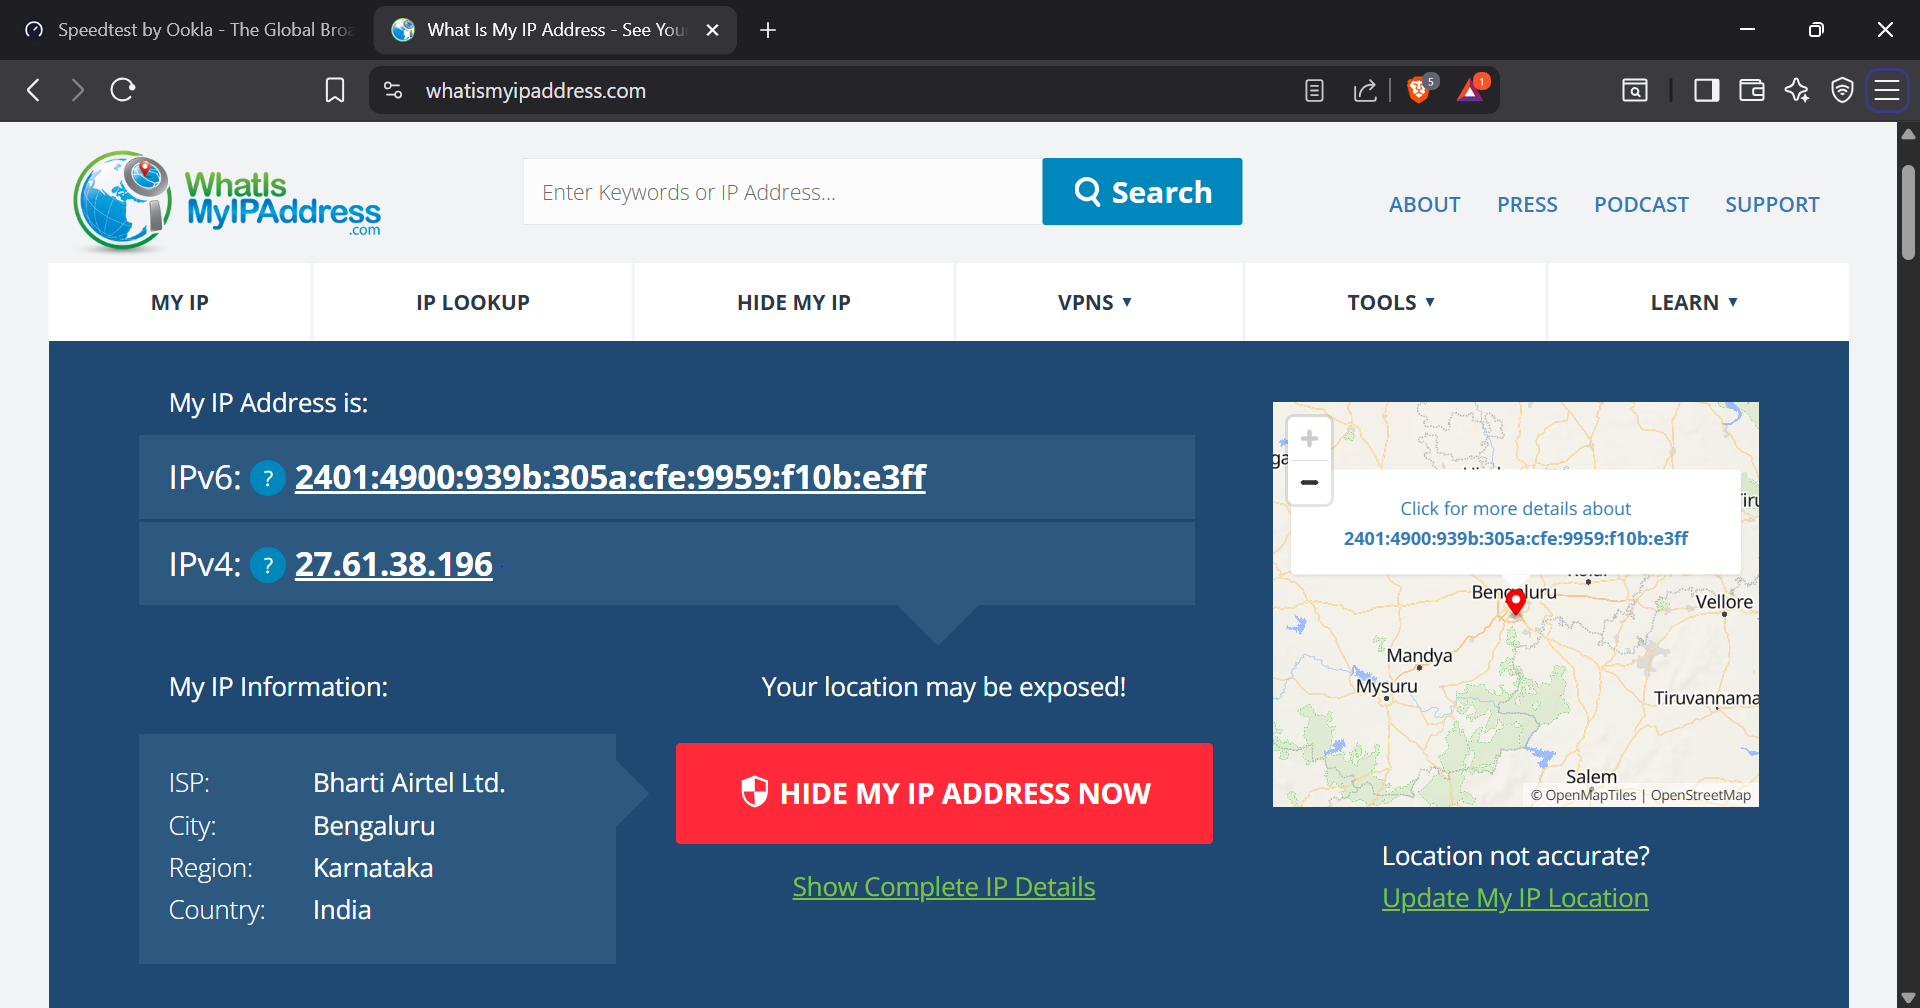 Speedtest by Ookla - The Global Broa
What Is My IP Address - See You
whatismyipaddress.com
5
1
WhatIs
MyIPAddress
.com
Enter Keywords or IP Address...
Search
ABOUT PRESS PODCAST SUPPORT
MY IP IP LOOKUP HIDE MY IP VPNS ▼ TOOLS ▼ LEARN ▼
My IP Address is:
IPv6: ? 2401:4900:939b:305a:cfe:9959:f10b:e3ff
IPv4: ? 27.61.38.196
My IP Information:
ISP: Bharti Airtel Ltd.
City: Bengaluru
Region: Karnataka
Country: India
Your location may be exposed!
HIDE MY IP ADDRESS NOW
Show Complete IP Details
+
−
Click for more details about
2401:4900:939b:305a:cfe:9959:f10b:e3ff
Bengaluru
Vellore
Mandya
Mysuru
Tiruvannama
Salem
© OpenMapTiles | OpenStreetMap
Location not accurate?
Update My IP Location